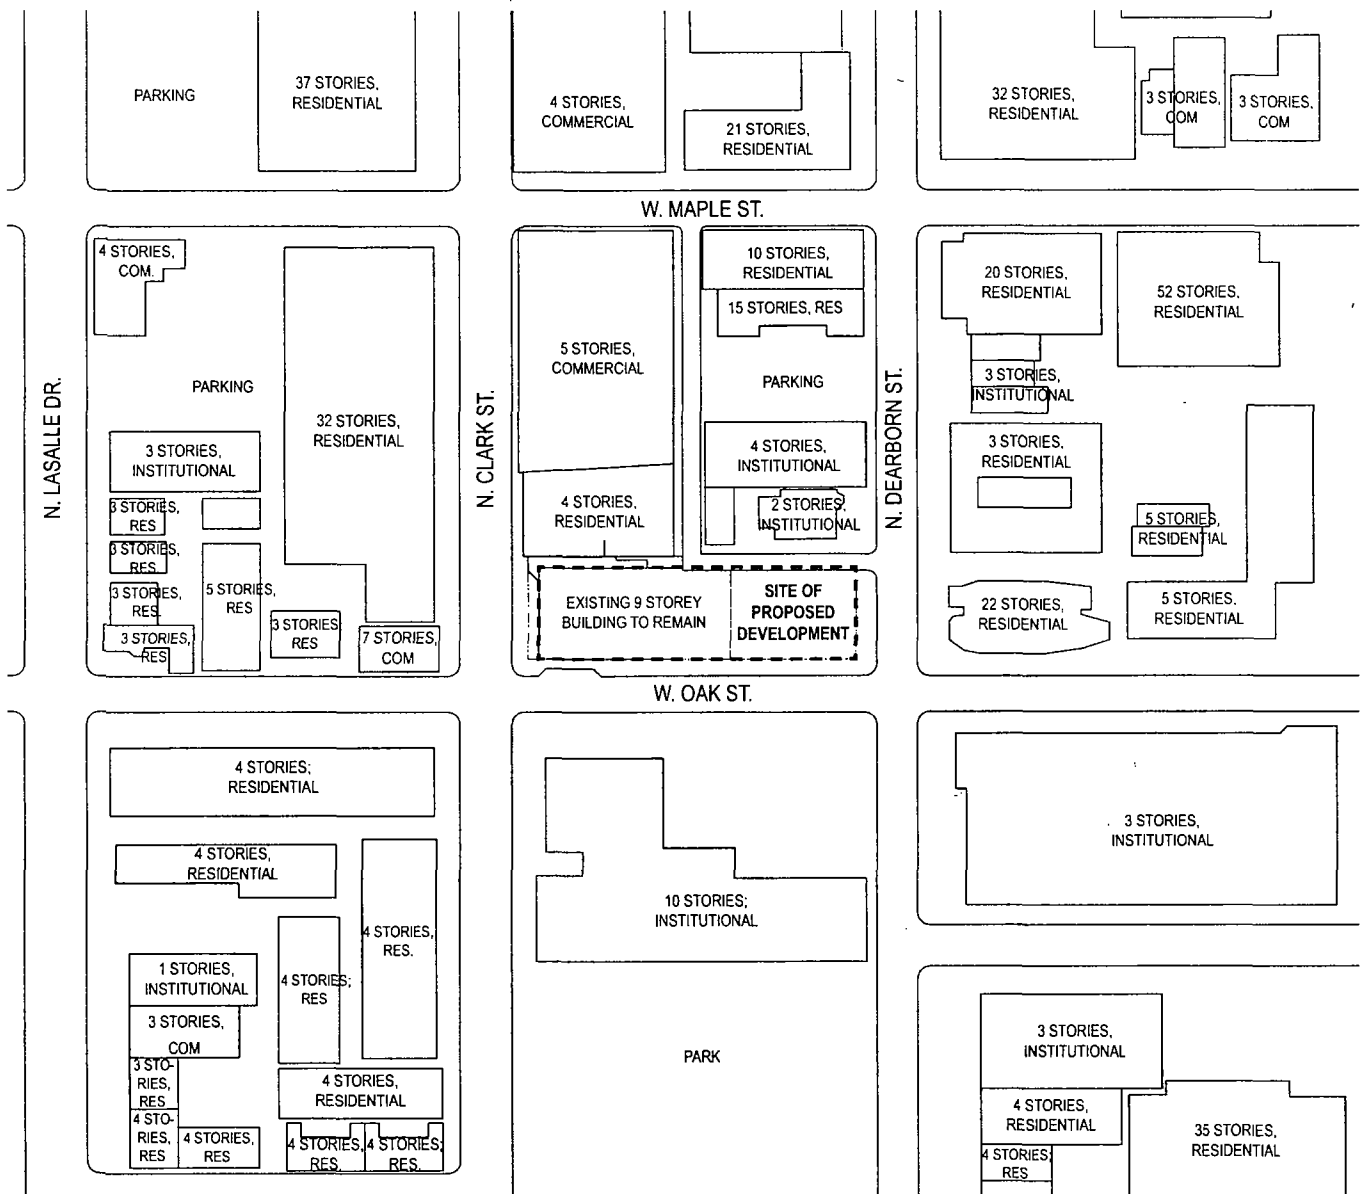 PARKING
37 STORIES,
RESIDENTIAL
4 STORIES,
COMMERCIAL
21 STORIES,
RESIDENTIAL
32 STORIES,
RESIDENTIAL
3 STORIES,
COM
3 STORIES,
COM
W. MAPLE ST.
4 STORIES,
COM.
PARKING
32 STORIES,
RESIDENTIAL
3 STORIES,
INSTITUTIONAL
3 STORIES,
RES
3 STORIES,
RES.
3 STORIES,
RES.
3 STORIES,
RES
5 STORIES,
RES
3 STORIES
RES
7 STORIES,
COM
N. LASALLE DR.
N. CLARK ST.
5 STORIES,
COMMERCIAL
4 STORIES,
RESIDENTIAL
10 STORIES,
RESIDENTIAL
15 STORIES, RES
PARKING
4 STORIES,
INSTITUTIONAL
2 STORIES,
INSTITUTIONAL
EXISTING 9 STOREY
BUILDING TO REMAIN
SITE OF
PROPOSED
DEVELOPMENT
N. DEARBORN ST.
20 STORIES,
RESIDENTIAL
52 STORIES,
RESIDENTIAL
3 STORIES,
INSTITUTIONAL
3 STORIES,
RESIDENTIAL
5 STORIES,
RESIDENTIAL
22 STORIES,
RESIDENTIAL
5 STORIES,
RESIDENTIAL
W. OAK ST.
4 STORIES;
RESIDENTIAL
4 STORIES,
RESIDENTIAL
4 STORIES,
RES.
4 STORIES;
RES
1 STORIES,
INSTITUTIONAL
3 STORIES,
COM
3 STO-
RIES,
RES
4 STO-
RIES,
RES
4 STORIES,
RES
4 STORIES,
RESIDENTIAL
4 STORIES,
RES.
4 STORIES;
RES.
10 STORIES;
INSTITUTIONAL
PARK
3 STORIES,
INSTITUTIONAL
3 STORIES,
INSTITUTIONAL
4 STORIES,
RESIDENTIAL
4 STORIES;
RES
35 STORIES,
RESIDENTIAL